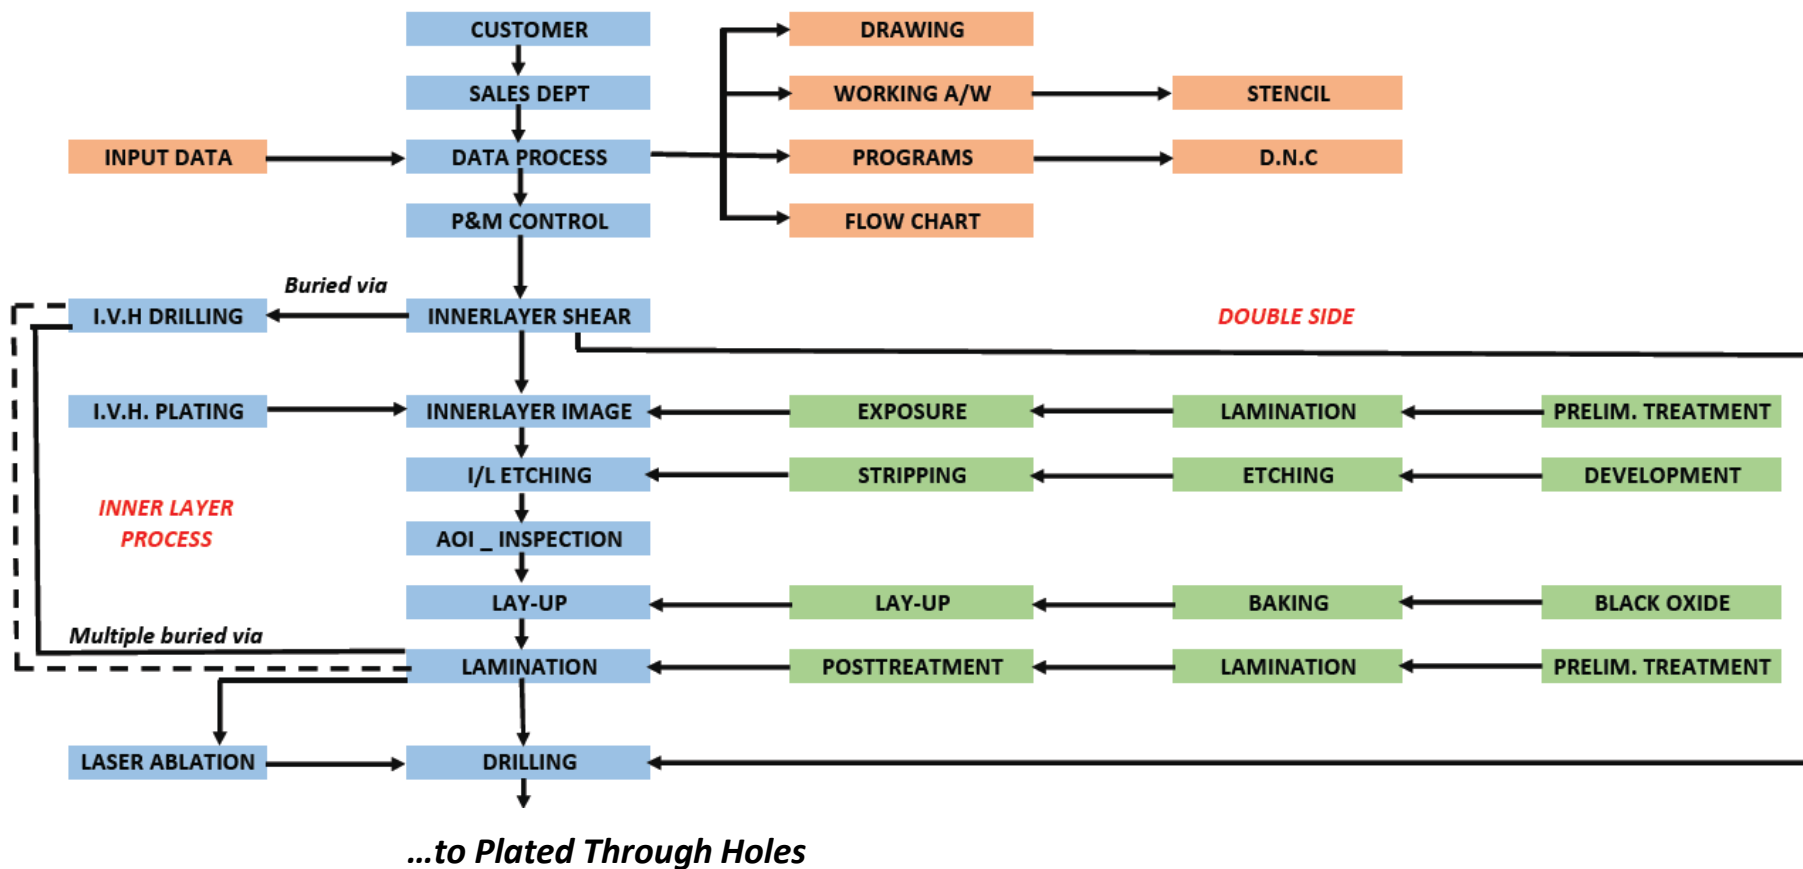 CUSTOMER
DRAWING
SALES DEPT
WORKING A/W
STENCIL
INPUT DATA
DATA PROCESS
PROGRAMS
D.N.C
P&M CONTROL
FLOW CHART
Buried via
I.V.H DRILLING
INNERLAYER SHEAR
DOUBLE SIDE
I.V.H. PLATING
INNERLAYER IMAGE
EXPOSURE
LAMINATION
PRELIM. TREATMENT
I/L ETCHING
STRIPPING
ETCHING
DEVELOPMENT
INNER LAYER
PROCESS
AOI _ INSPECTION
LAY-UP
LAY-UP
BAKING
BLACK OXIDE
Multiple buried via
LAMINATION
POSTTREATMENT
LAMINATION
PRELIM. TREATMENT
LASER ABLATION
DRILLING
...to Plated Through Holes